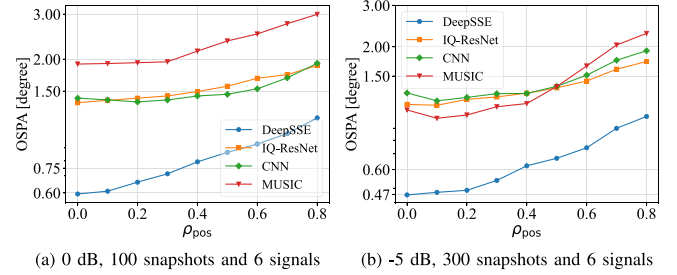 3.00
2.00
1.50
0.75
0.60
OSPA [degree]
DeepSSE
IQ-ResNet
CNN
MUSIC
0.0 0.2 0.4 0.6 0.8
ρpos
(a) 0 dB, 100 snapshots and 6 signals
3.00
2.00
1.50
0.60
0.47
OSPA [degree]
DeepSSE
IQ-ResNet
CNN
MUSIC
0.0 0.2 0.4 0.6 0.8
ρpos
(b) -5 dB, 300 snapshots and 6 signals